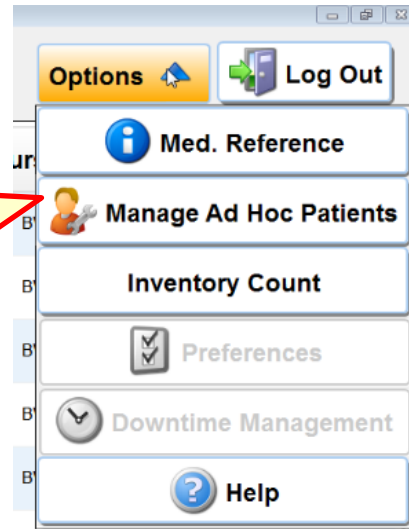 Options
Log Out
Med. Reference
Manage Ad Hoc Patients
Inventory Count
Preferences
Downtime Management
Help